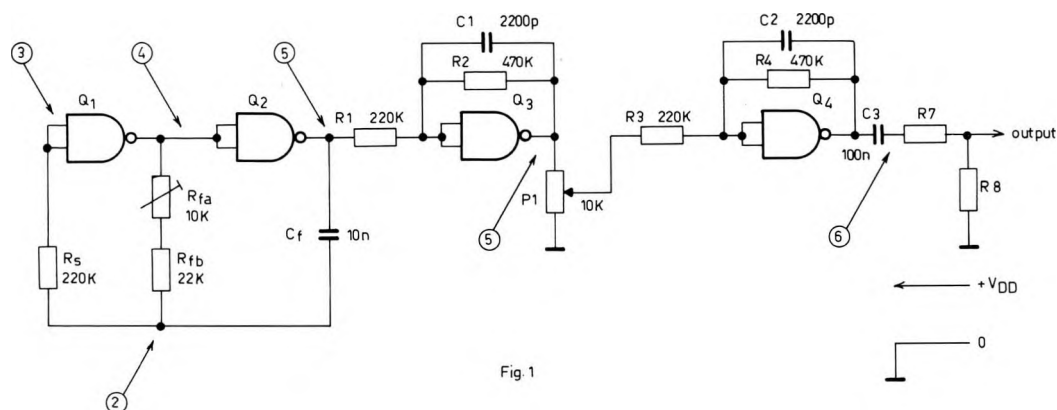 C1 2200p
R2 470K
C2 2200p
R4 470K
③ ④ ⑤
Q1 Q2 R1 220K Q3
R3 220K Q4
C3 100n R7 output
Rfa 10K
P1 10K
⑤ ⑥
R8
Rs 220K
Rfb 22K
Cf 10n
+VDD
0
②
Fig. 1